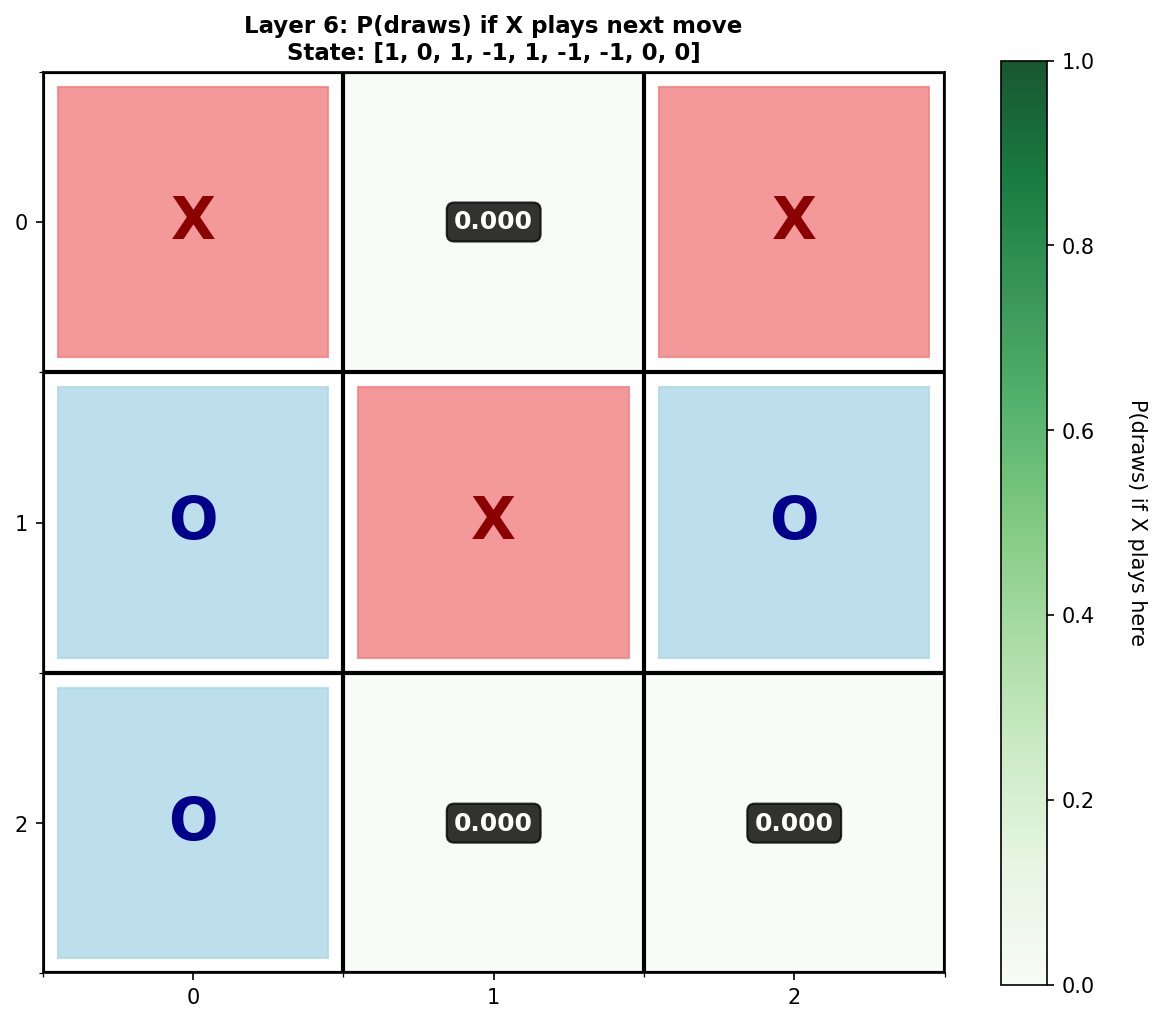 Layer 6: P(draws) if X plays next move
State: [1, 0, 1, -1, 1, -1, -1, 0, 0]
X
0.000
X
O
X
O
O
0.000
0.000
0
1
2
0
1
2
1.0
0.8
0.6
0.4
0.2
0.0
P(draws) if X plays here